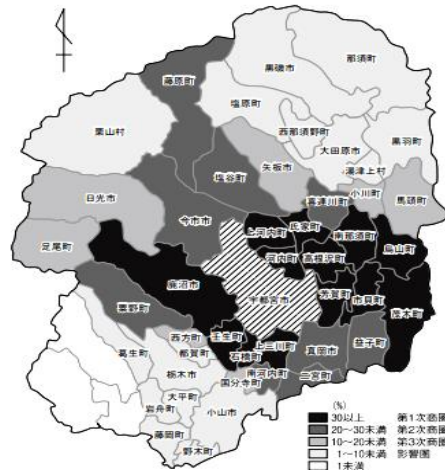 那須町
黒磯市
藤原町
塩原町
西那須野町
黒羽町
栗山村
大田原市
湯津上村
矢板市
小川町
馬頭町
塩谷町
喜連川町
日光市
今市市
氏家町
南那須町
上河内町
烏山町
足尾町
河内町
高根沢町
鹿沼市
宇都宮市
芳賀町
市貝町
茂木町
粟野町
西方町
壬生町
上三川町
益子町
真岡市
葛生町
都賀町
石橋町
栃木市
南河内町
国分寺町
二宮町
大平町
岩舟町
小山市
藤岡町
野木町
(%)
30以上 第1次商圏
20～30未満 第2次商圏
10～20未満 第3次商圏
1～10未満 影響圏
1未満